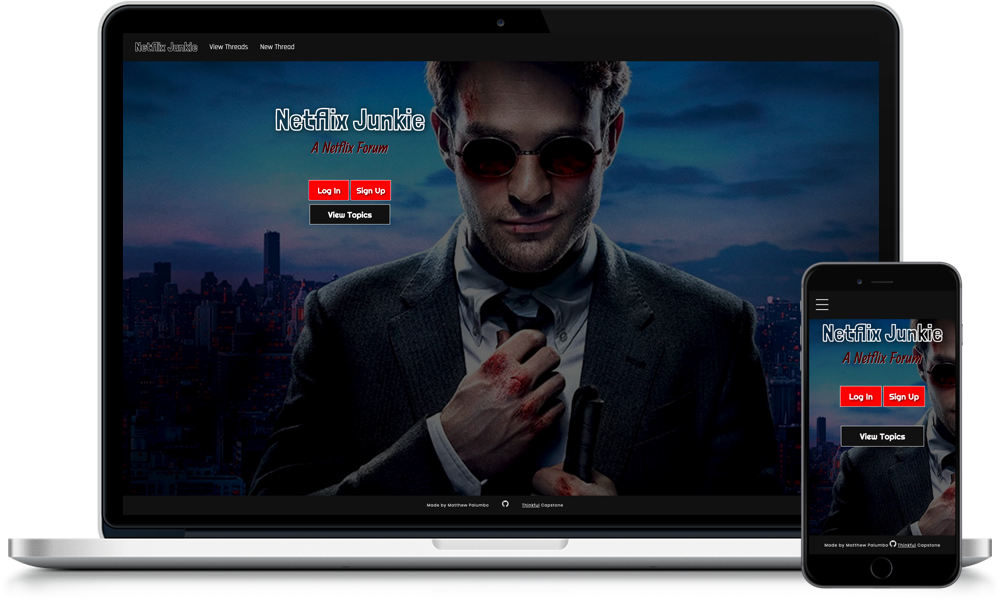 Netflix Junkie View Threads New Thread
Netflix Junkie
A Netflix Forum
Log In Sign Up
View Topics
Made by Matthew Palumbo Thinkful Capstone
Netflix Junkie
A Netflix Forum
Log In Sign Up
View Topics
Made by Matthew Palumbo Thinkful Capstone